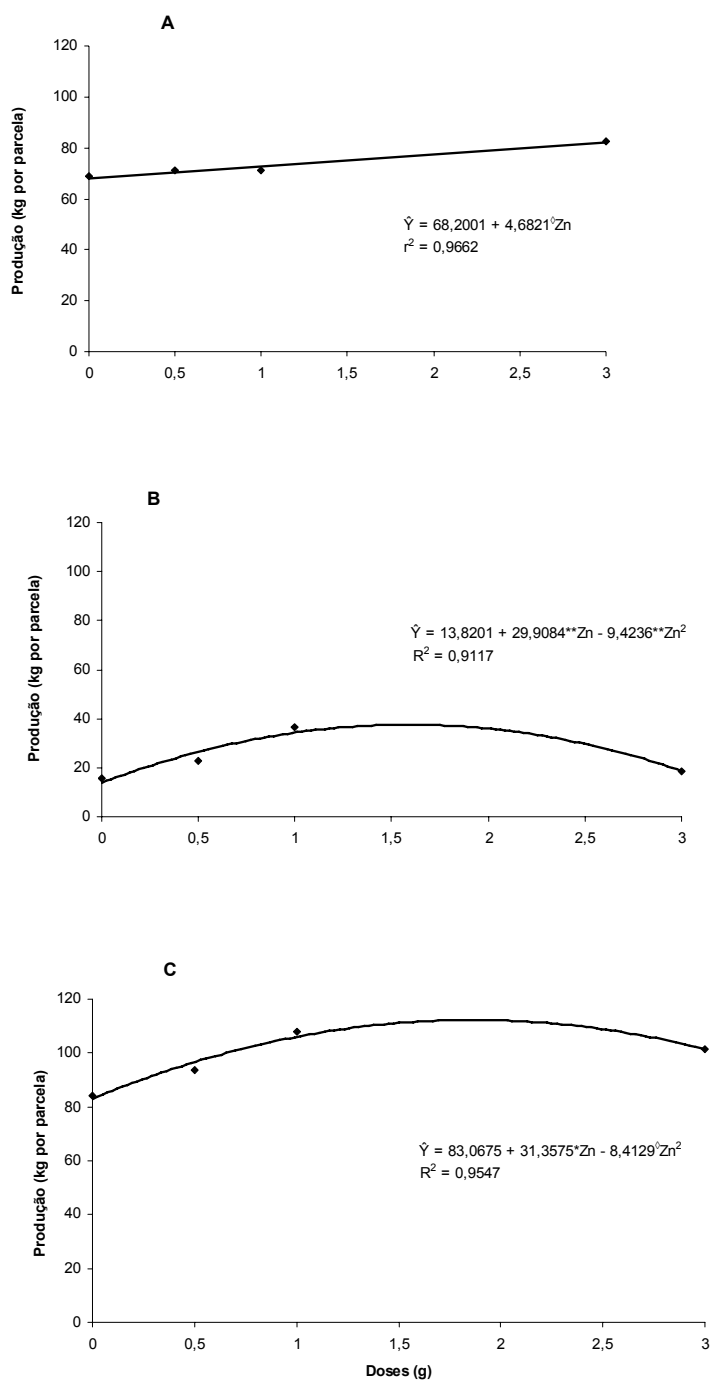 A
Produção (kg por parcela)
120
100
80
60
40
20
0
Ŷ = 68,2001 + 4,6821◊Zn
r² = 0,9662
0 0,5 1 1,5 2 2,5 3
B
Produção (kg por parcela)
120
100
80
60
40
20
0
Ŷ = 13,8201 + 29,9084**Zn - 9,4236**Zn²
R² = 0,9117
0 0,5 1 1,5 2 2,5 3
C
Produção (kg por parcela)
120
100
80
60
40
20
0
Ŷ = 83,0675 + 31,3575*Zn - 8,4129◊Zn²
R² = 0,9547
0 0,5 1 1,5 2 2,5 3
Doses (g)